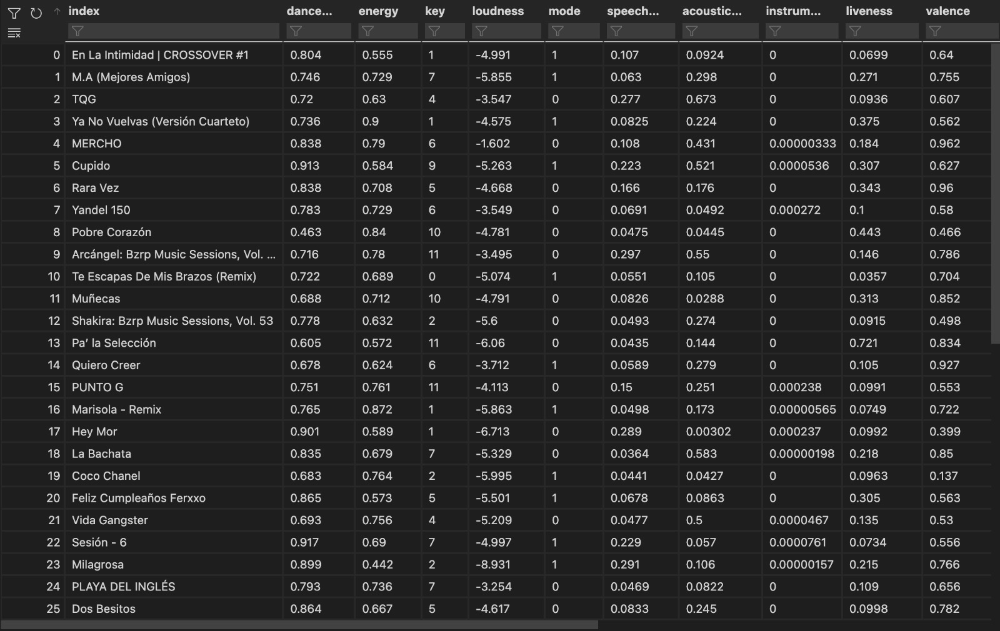 index dance... energy key loudness mode speech... acoustic... instrum... liveness valence
0 En La Intimidad | CROSSOVER #1 0.804 0.555 1 -4.991 1 0.107 0.0924 0 0.0699 0.64
1 M.A (Mejores Amigos) 0.746 0.729 7 -5.855 1 0.063 0.298 0 0.271 0.755
2 TQG 0.72 0.63 4 -3.547 0 0.277 0.673 0 0.0936 0.607
3 Ya No Vuelvas (Versión Cuarteto) 0.736 0.9 1 -4.575 1 0.0825 0.224 0 0.375 0.562
4 MERCHO 0.838 0.79 6 -1.602 0 0.108 0.431 0.00000333 0.184 0.962
5 Cupido 0.913 0.584 9 -5.263 1 0.223 0.521 0.0000536 0.307 0.627
6 Rara Vez 0.838 0.708 5 -4.668 0 0.166 0.176 0 0.343 0.96
7 Yandel 150 0.783 0.729 6 -3.549 0 0.0691 0.0492 0.000272 0.1 0.58
8 Pobre Corazón 0.463 0.84 10 -4.781 0 0.0475 0.0445 0 0.443 0.466
9 Arcángel: Bzrp Music Sessions, Vol. ... 0.716 0.78 11 -3.495 0 0.297 0.55 0 0.146 0.786
10 Te Escapas De Mis Brazos (Remix) 0.722 0.689 0 -5.074 1 0.0551 0.105 0 0.0357 0.704
11 Muñecas 0.688 0.712 10 -4.791 0 0.0826 0.0288 0 0.313 0.852
12 Shakira: Bzrp Music Sessions, Vol. 53 0.778 0.632 2 -5.6 0 0.0493 0.274 0 0.0915 0.498
13 Pa’ la Selección 0.605 0.572 11 -6.06 0 0.0435 0.144 0 0.721 0.834
14 Quiero Creer 0.678 0.624 6 -3.712 1 0.0589 0.279 0 0.105 0.927
15 PUNTO G 0.751 0.761 11 -4.113 0 0.15 0.251 0.000238 0.0991 0.553
16 Marisola - Remix 0.765 0.872 1 -5.863 1 0.0498 0.173 0.00000565 0.0749 0.722
17 Hey Mor 0.901 0.589 1 -6.713 0 0.289 0.00302 0.000237 0.0992 0.399
18 La Bachata 0.835 0.679 7 -5.329 0 0.0364 0.583 0.00000198 0.218 0.85
19 Coco Chanel 0.683 0.764 2 -5.995 1 0.0441 0.0427 0 0.0963 0.137
20 Feliz Cumpleaños Ferxxo 0.865 0.573 5 -5.501 1 0.0678 0.0863 0 0.305 0.563
21 Vida Gangster 0.693 0.756 4 -5.209 0 0.0477 0.5 0.0000467 0.135 0.53
22 Sesión - 6 0.917 0.69 7 -4.997 1 0.229 0.057 0.0000761 0.0734 0.556
23 Milagrosa 0.899 0.442 2 -8.931 1 0.291 0.106 0.00000157 0.215 0.766
24 PLAYA DEL INGLÉS 0.793 0.736 7 -3.254 0 0.0469 0.0822 0 0.109 0.656
25 Dos Besitos 0.864 0.667 5 -4.617 0 0.0833 0.245 0 0.0998 0.782